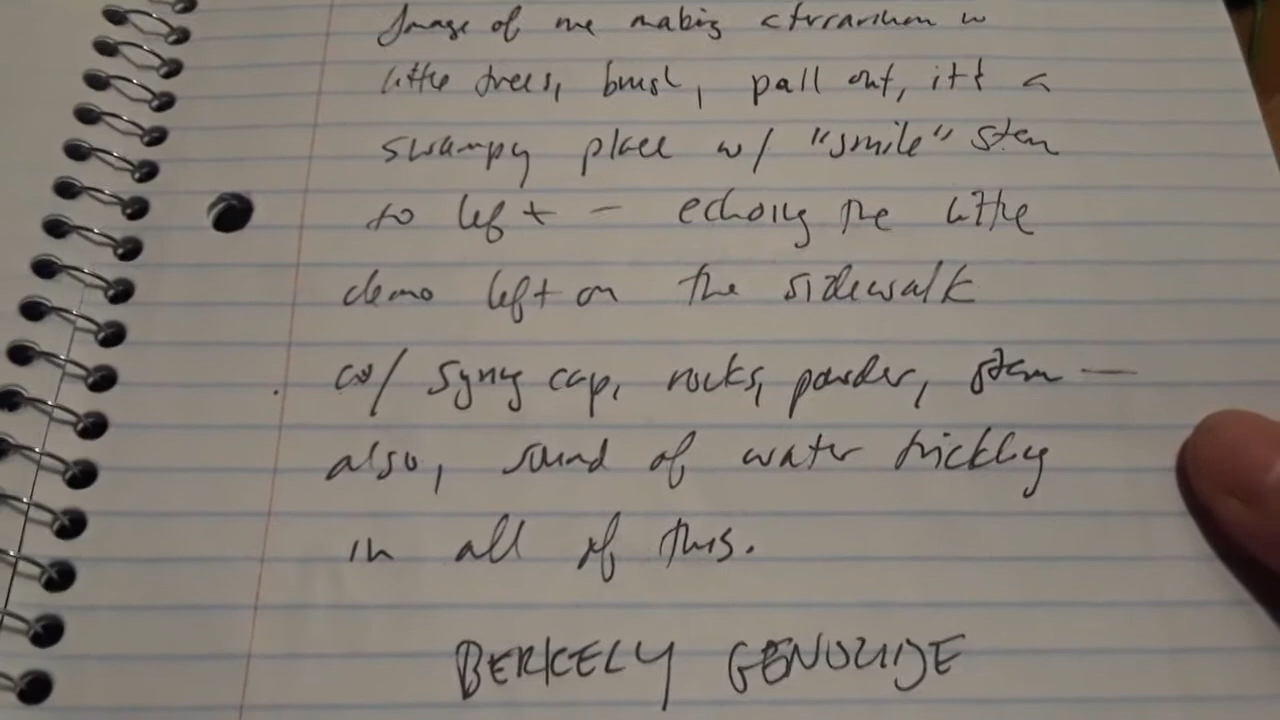 Image of me making a terrarium w
little trees, brush, pall out, it's a
swampy place w/ "smile" stem
to left - echoing the little
demo left on the sidewalk
w/ cap, rocks, powder, stem —
also, sound of water trickling
in all of this.
BERKELY GENOCIDE